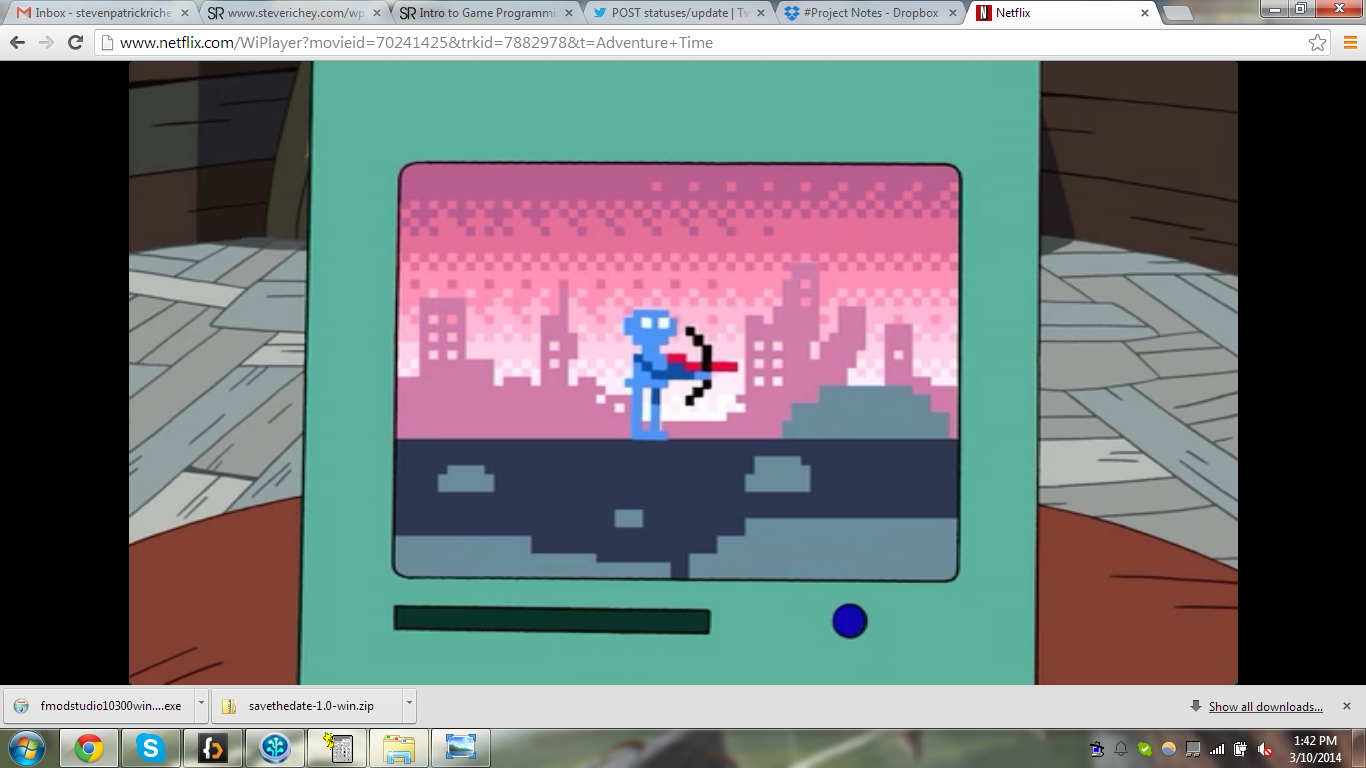 Inbox - stevenpatrickriche
SR www.steverichey.com/wp
SR Intro to Game Programmi
POST statuses/update | Tw
#Project Notes - Dropbox
N Netflix
www.netflix.com/WiPlayer?movieid=70241425&trkid=7882978&t=Adventure+Time
fmodstudio10300win....exe
savethedate-1.0-win.zip
Show all downloads...
1:42 PM
3/10/2014